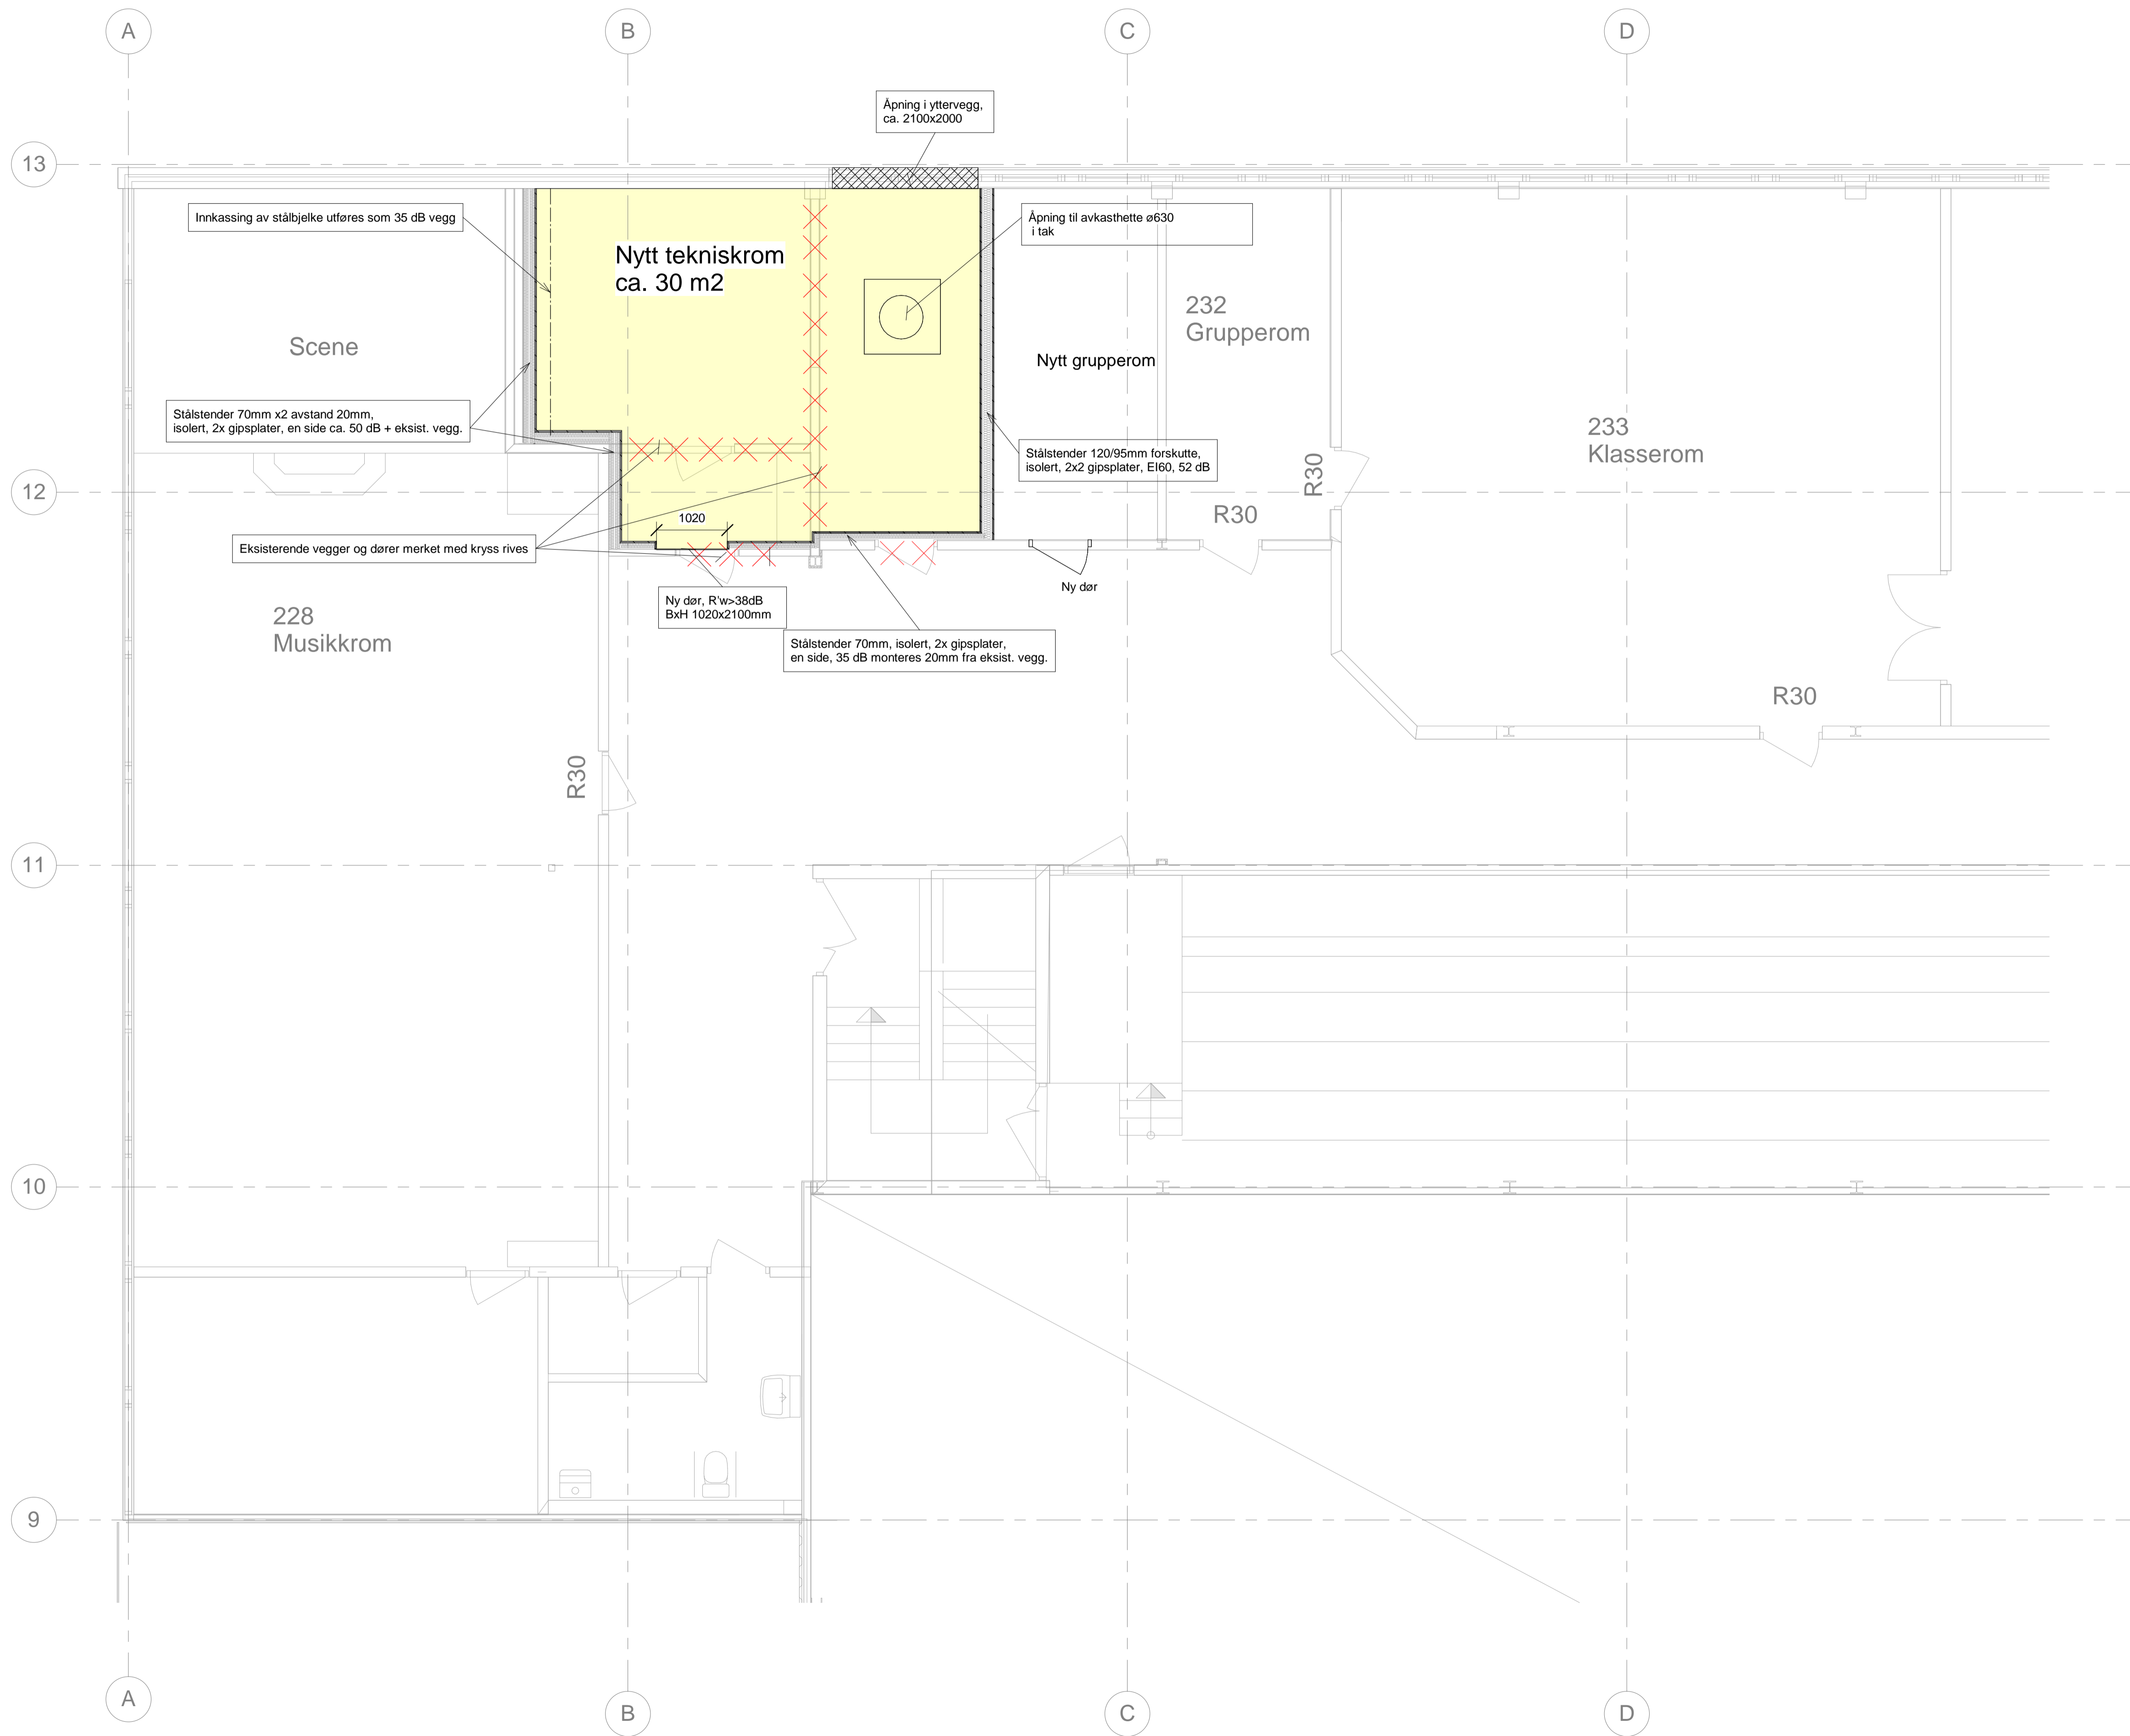 A
B
C
D
Åpning i yttervegg,
ca. 2100x2000
13
Innkassing av stålbjelke utføres som 35 dB vegg
Åpning til avkasthette ø630
i tak
Nytt tekniskrom
ca. 30 m2
232
Grupperom
Scene
Nytt grupperom
Stålstender 70mm x2 avstand 20mm,
isolert, 2x gipsplater, en side ca. 50 dB + eksist. vegg.
233
Klasserom
Stålstender 120/95mm forskutte,
isolert, 2x2 gipsplater, EI60, 52 dB
R30
12
R30
1020
Eksisterende vegger og dører merket med kryss rives
Ny dør
Ny dør, R'w>38dB
BxH 1020x2100mm
228
Musikkrom
Stålstender 70mm, isolert, 2x gipsplater,
en side, 35 dB monteres 20mm fra eksist. vegg.
R30
R30
11
10
9
A
B
C
D